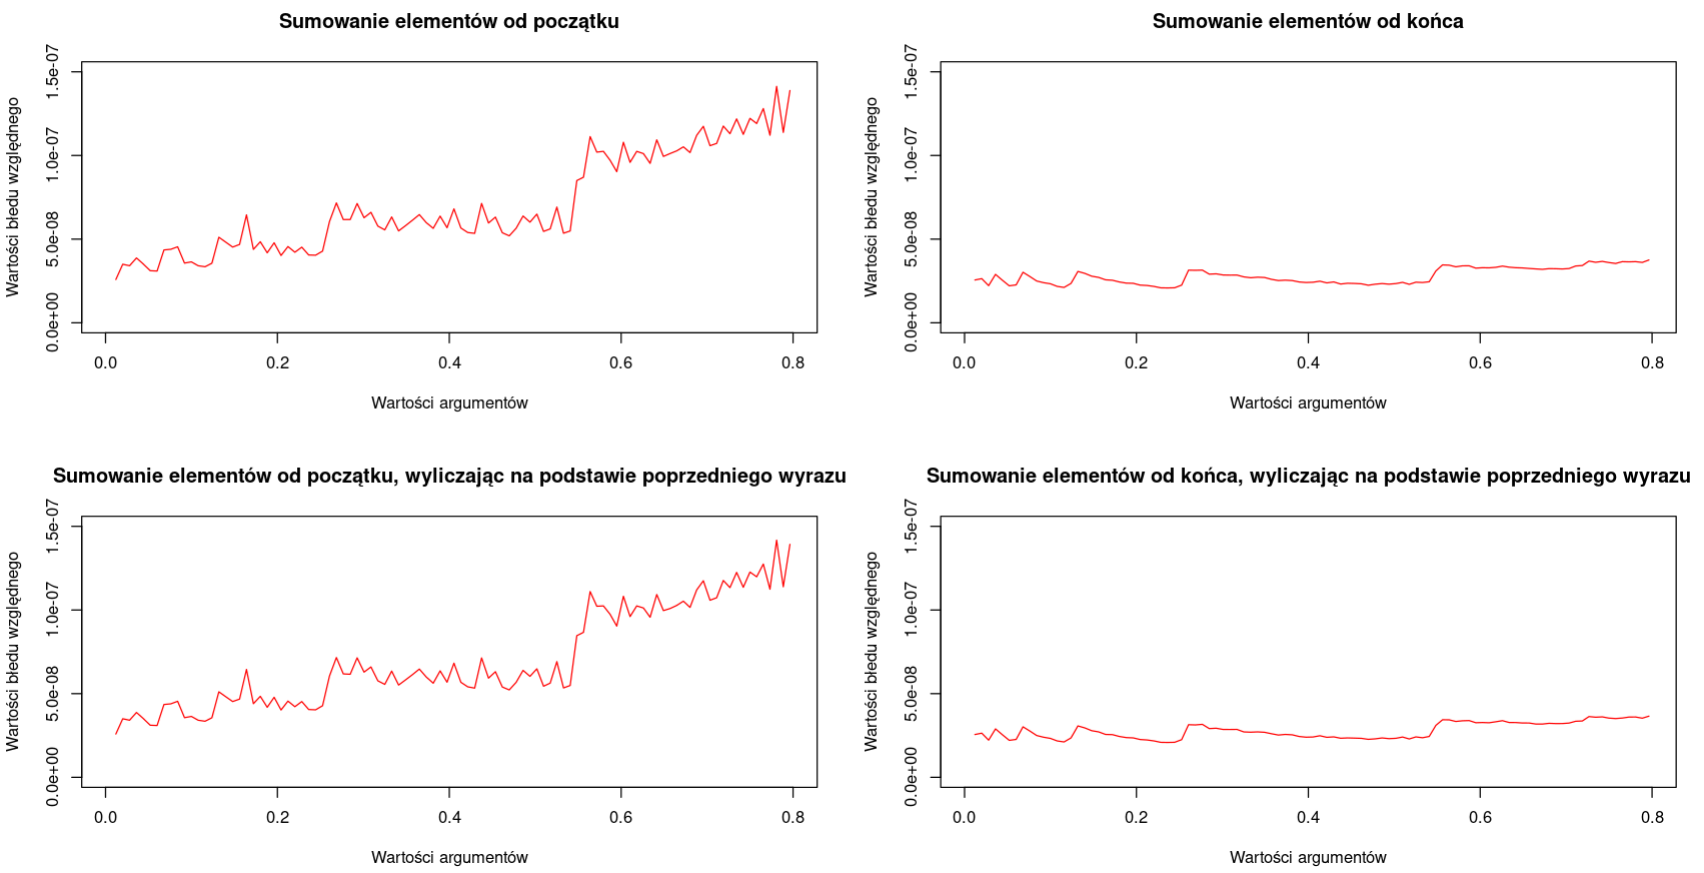 Sumowanie elementów od początku
Wartości błedu względnego
0.0e+00 5.0e-08 1.0e-07 1.5e-07
0.0 0.2 0.4 0.6 0.8
Wartości argumentów
Sumowanie elementów od końca
Wartości błedu względnego
0.0e+00 5.0e-08 1.0e-07 1.5e-07
0.0 0.2 0.4 0.6 0.8
Wartości argumentów
Sumowanie elementów od początku, wyliczając na podstawie poprzedniego wyrazu
Wartości błedu względnego
0.0e+00 5.0e-08 1.0e-07 1.5e-07
0.0 0.2 0.4 0.6 0.8
Wartości argumentów
Sumowanie elementów od końca, wyliczając na podstawie poprzedniego wyrazu
Wartości błedu względnego
0.0e+00 5.0e-08 1.0e-07 1.5e-07
0.0 0.2 0.4 0.6 0.8
Wartości argumentów